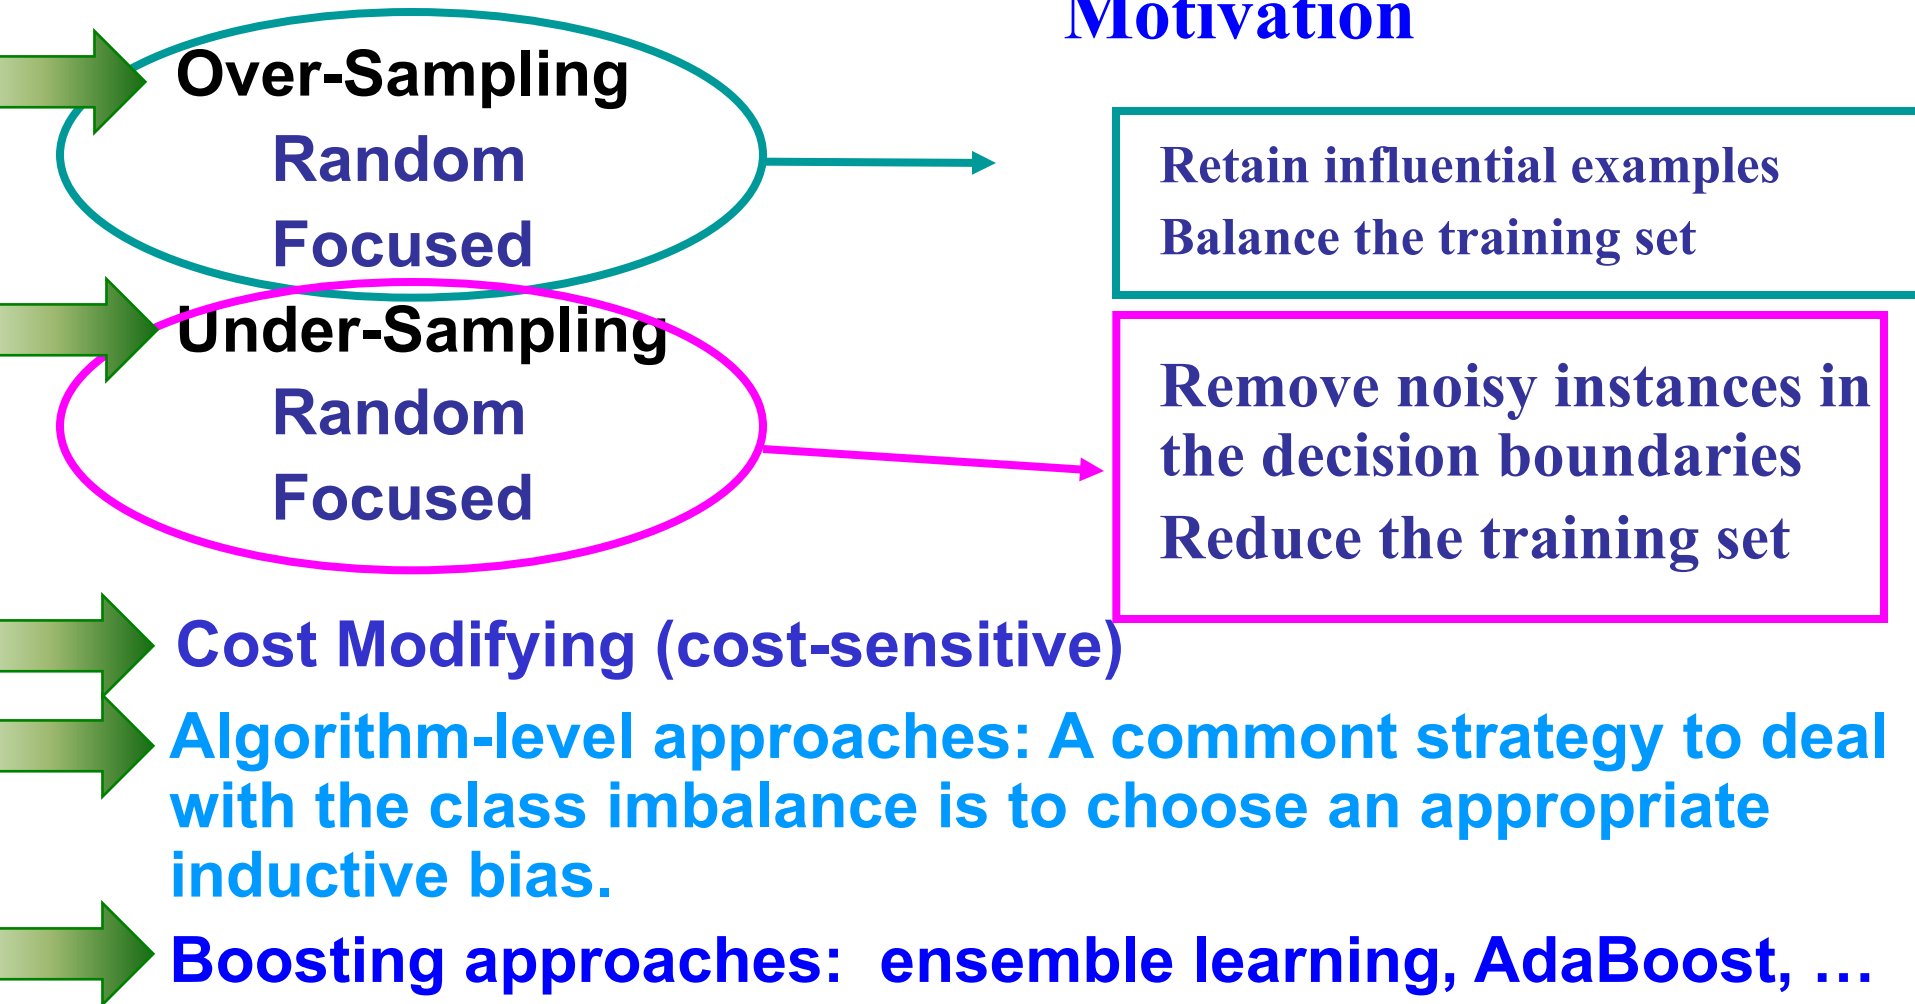 Motivation
Over-Sampling
Random
Focused
Retain influential examples
Balance the training set
Under-Sampling
Random
Focused
Remove noisy instances in
the decision boundaries
Reduce the training set
Cost Modifying (cost-sensitive)
Algorithm-level approaches: A commont strategy to deal
with the class imbalance is to choose an appropriate
inductive bias.
Boosting approaches:  ensemble learning, AdaBoost, …